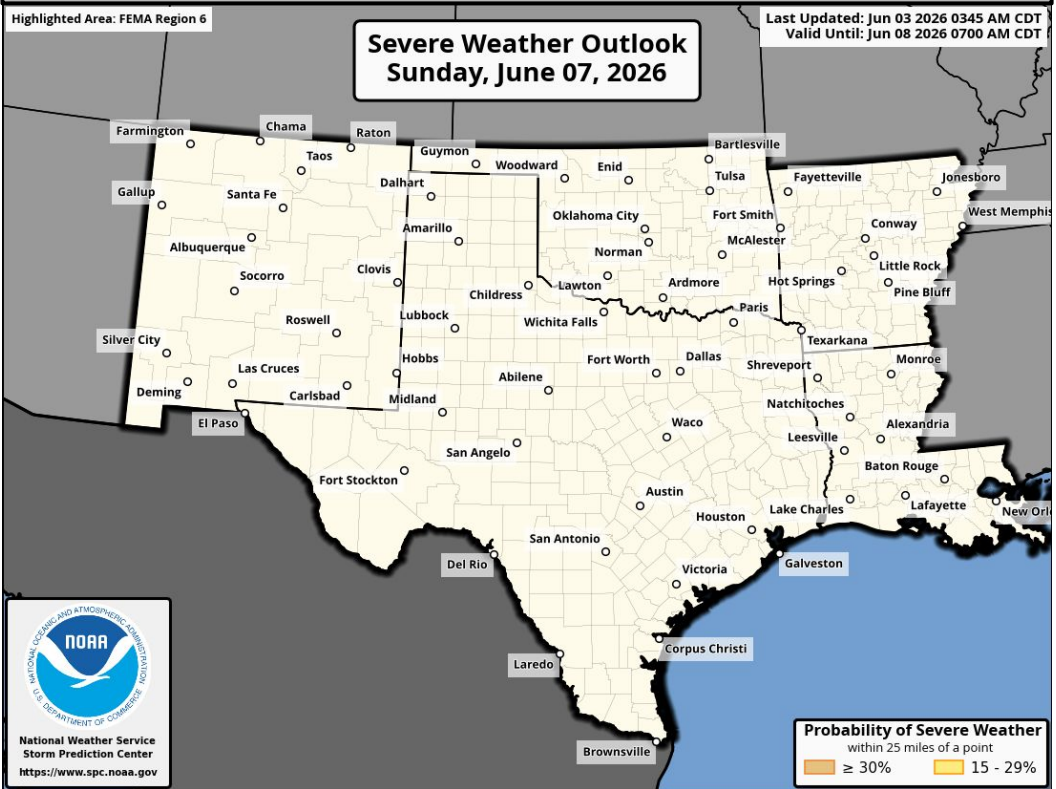 Highlighted Area: FEMA Region 6
Last Updated: Jun 03 2026 0345 AM CDT
Valid Until: Jun 08 2026 0700 AM CDT
Severe Weather Outlook
Sunday, June 07, 2026
Farmington
Chama
Raton
Taos
Guymon
Woodward
Enid
Bartlesville
Tulsa
Fayetteville
Jonesboro
Gallup
Santa Fe
Dalhart
Amarillo
Oklahoma City
Fort Smith
West Memphis
Conway
Albuquerque
Norman
McAlester
Little Rock
Socorro
Clovis
Childress
Lawton
Ardmore
Hot Springs
Pine Bluff
Roswell
Lubbock
Wichita Falls
Paris
Texarkana
Silver City
Hobbs
Fort Worth
Dallas
Shreveport
Monroe
Deming
Las Cruces
Carlsbad
Midland
Abilene
Natchitoches
El Paso
Waco
Leesville
Alexandria
San Angelo
Baton Rouge
Fort Stockton
Austin
Houston
Lake Charles
Lafayette
New Orl
San Antonio
Del Rio
Victoria
Galveston
Laredo
Corpus Christi
Brownsville
NATIONAL OCEANIC AND ATMOSPHERIC ADMINISTRATION
NOAA
U.S. DEPARTMENT OF COMMERCE
National Weather Service
Storm Prediction Center
https://www.spc.noaa.gov
Probability of Severe Weather
within 25 miles of a point
≥ 30%
15 - 29%